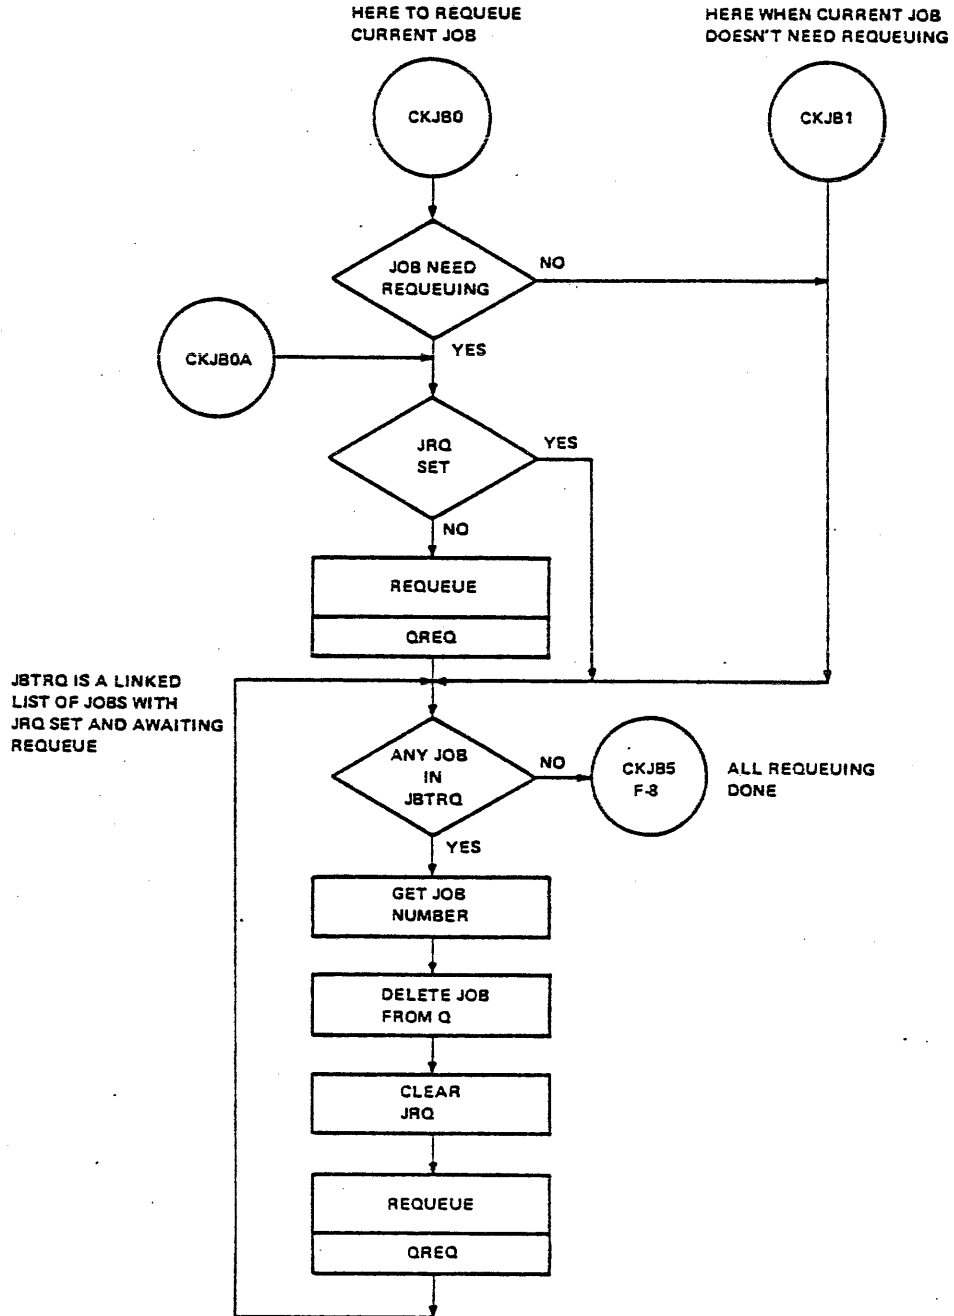 HERE TO REQUEUE
CURRENT JOB
HERE WHEN CURRENT JOB
DOESN'T NEED REQUEUING
CKJB0
CKJB1
JOB NEED
REQUEUING
NO
YES
CKJB0A
JRQ
SET
YES
NO
REQUEUE
QREQ
JBTRQ IS A LINKED
LIST OF JOBS WITH
JRQ SET AND AWAITING
REQUEUE
ANY JOB
IN
JBTRQ
NO
CKJB5
F-8
ALL REQUEUING
DONE
YES
GET JOB
NUMBER
DELETE JOB
FROM Q
CLEAR
JRQ
REQUEUE
QREQ